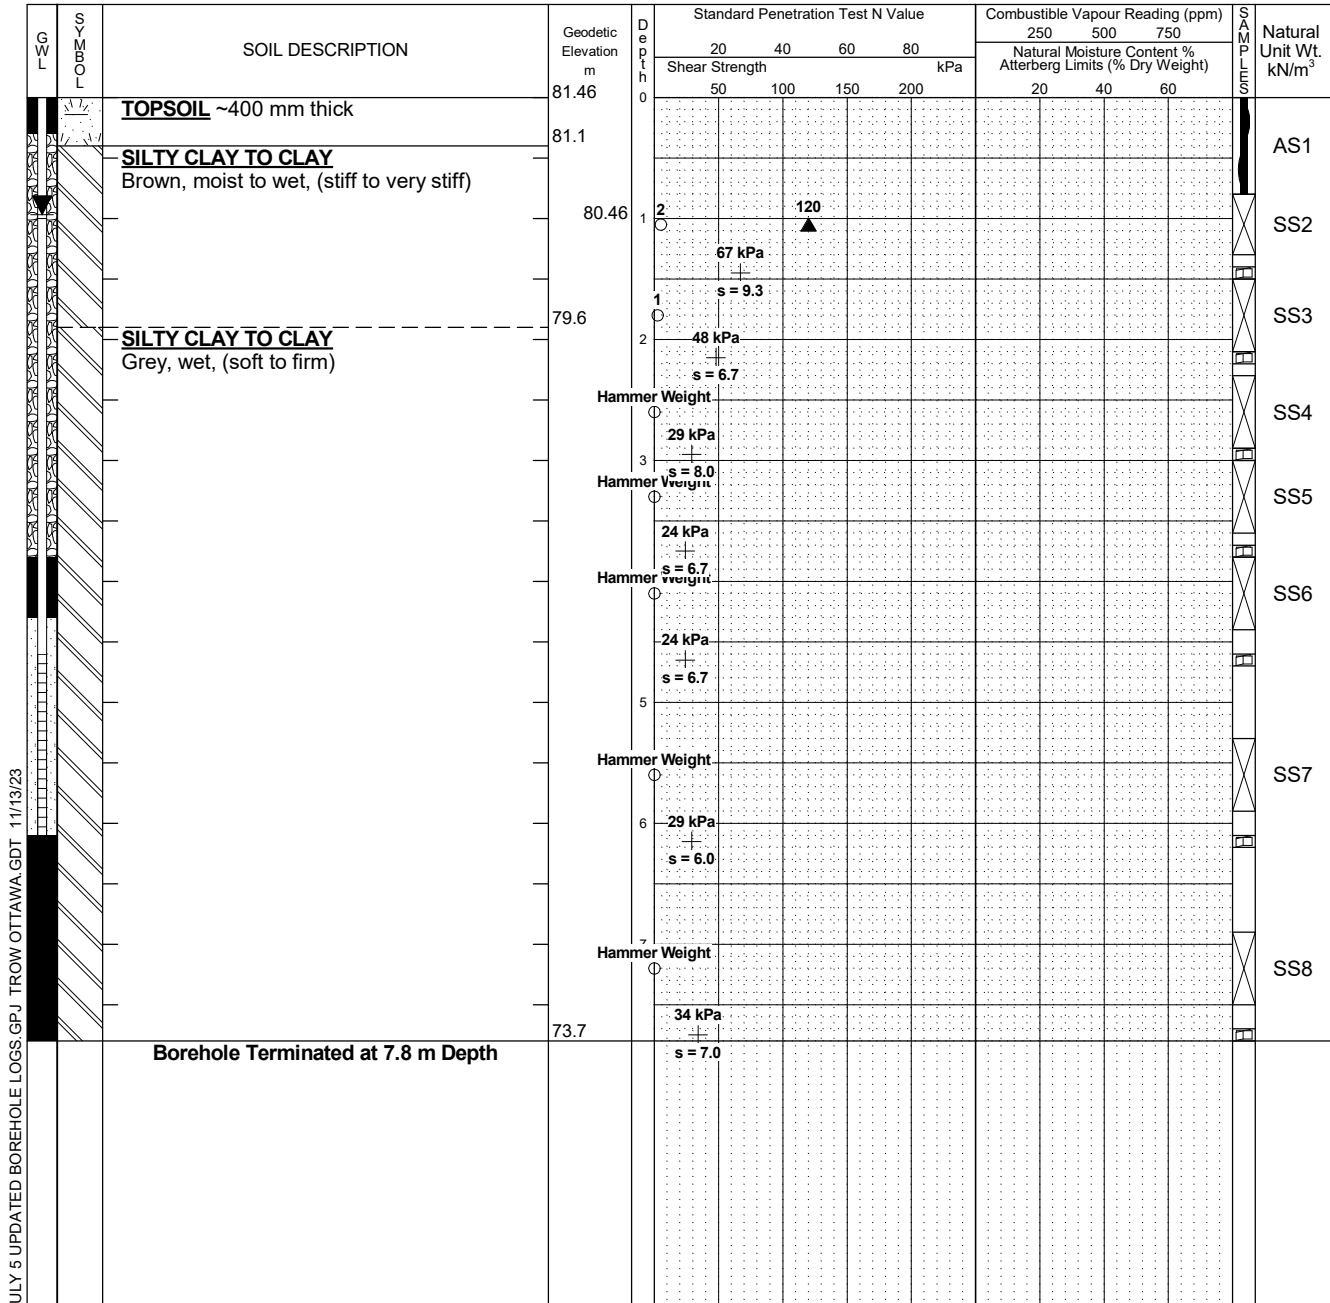 GWL
SYMBOL
SOIL DESCRIPTION
Geodetic
Elevation
m
Depth
Standard Penetration Test N Value
20 40 60 80
Shear Strength kPa
50 100 150 200
Combustible Vapour Reading (ppm)
250 500 750
Natural Moisture Content %
Atterberg Limits (% Dry Weight)
20 40 60
SAMPLES
Natural
Unit Wt.
kN/m³
81.46
0
TOPSOIL ~400 mm thick
81.1
AS1
SILTY CLAY TO CLAY
Brown, moist to wet, (stiff to very stiff)
80.46
1
2
120
SS2
67 kPa
s = 9.3
1
SS3
79.6
SILTY CLAY TO CLAY
Grey, wet, (soft to firm)
2
48 kPa
s = 6.7
Hammer Weight
SS4
29 kPa
3
s = 8.0
Hammer Weight
SS5
24 kPa
s = 6.7
Hammer Weight
SS6
24 kPa
s = 6.7
5
Hammer Weight
SS7
6
29 kPa
s = 6.0
7
Hammer Weight
SS8
34 kPa
73.7
s = 7.0
Borehole Terminated at 7.8 m Depth
ULY 5 UPDATED BOREHOLE LOGS.GPJ TROW OTTAWA.GDT 11/13/23